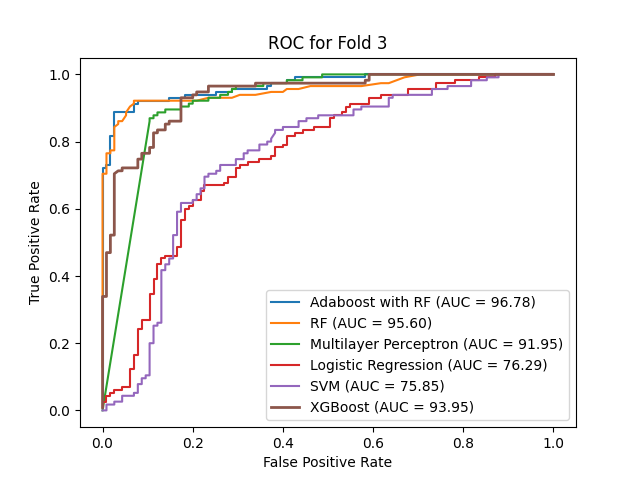 ROC for Fold 3
True Positive Rate
1.0
0.8
0.6
0.4
0.2
0.0
Adaboost with RF (AUC = 96.78)
RF (AUC = 95.60)
Multilayer Perceptron (AUC = 91.95)
Logistic Regression (AUC = 76.29)
SVM (AUC = 75.85)
XGBoost (AUC = 93.95)
0.0 0.2 0.4 0.6 0.8 1.0
False Positive Rate